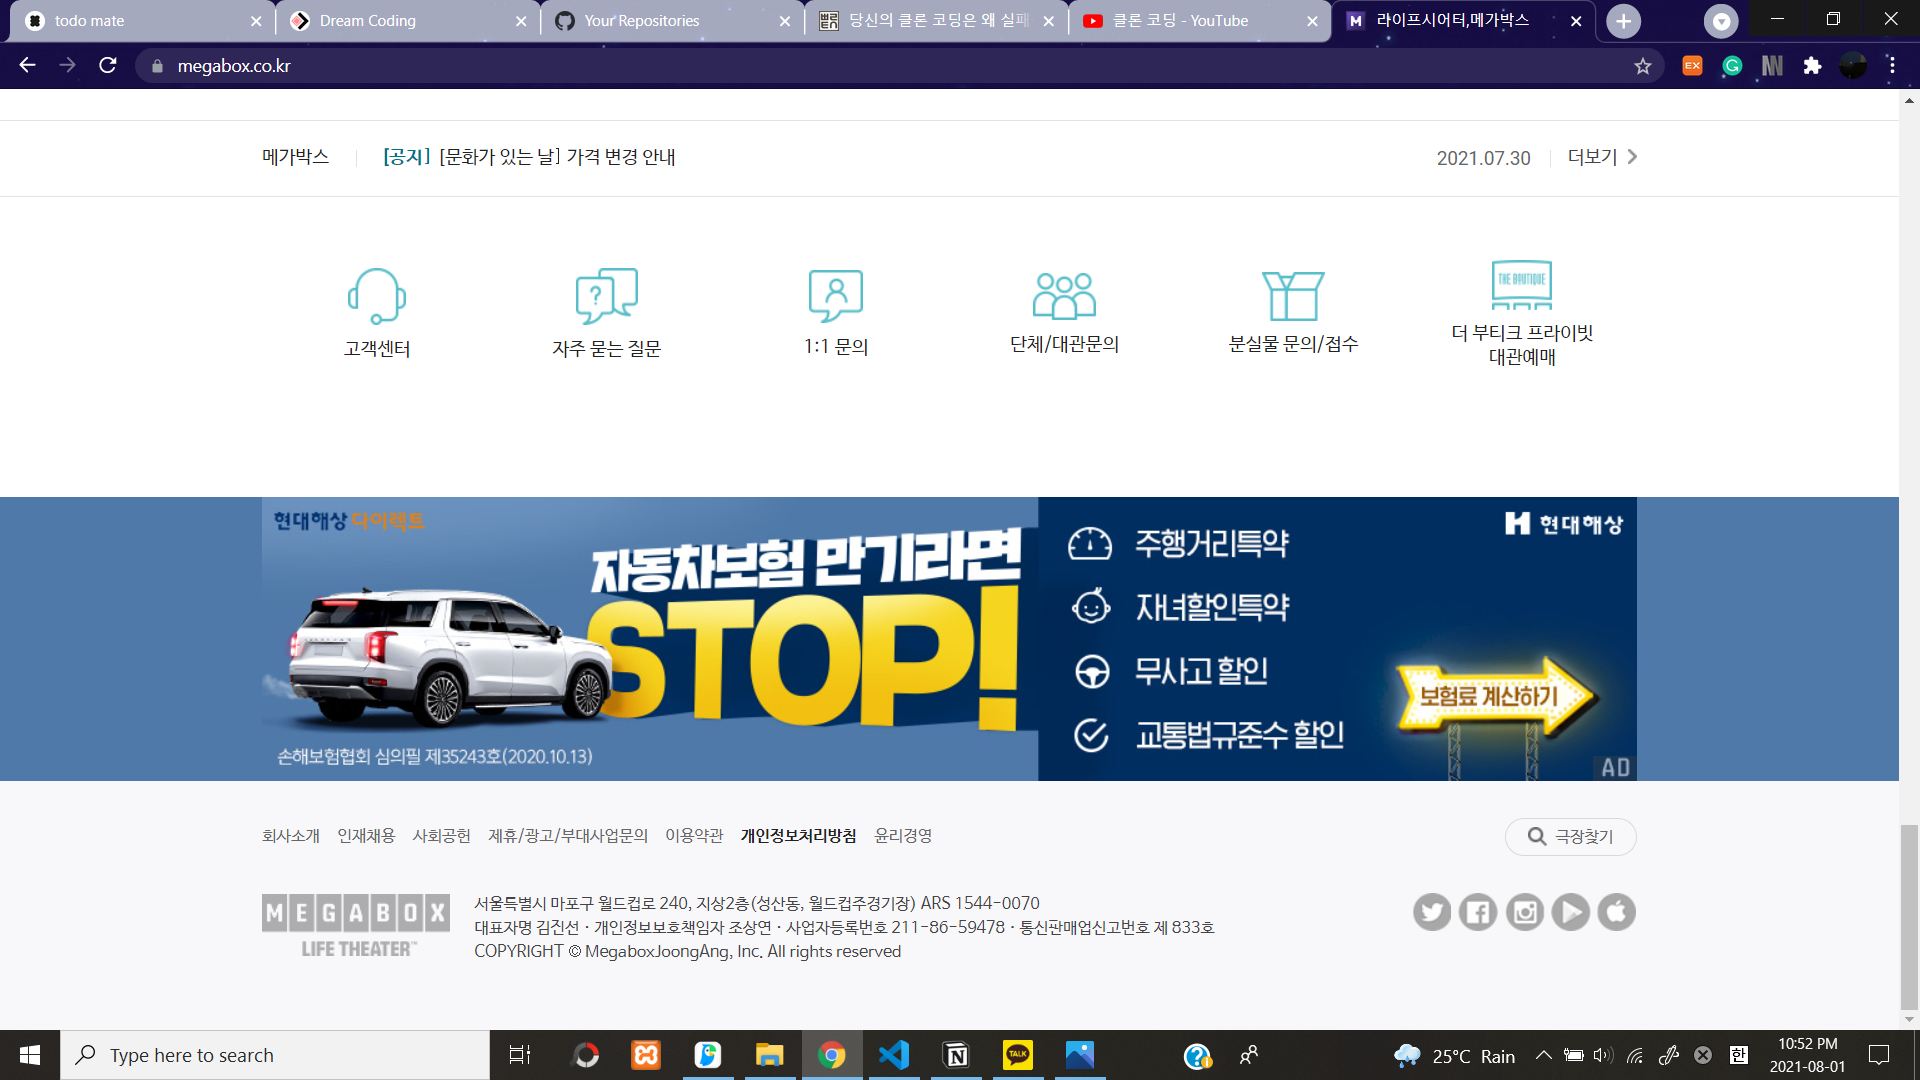 todo mate
Dream Coding
Your Repositories
당신의 클론 코딩은 왜 실패
클론 코딩 - YouTube
라이프시어터,메가박스
megabox.co.kr
메가박스 [공지] [문화가 있는 날] 가격 변경 안내 2021.07.30 더보기
고객센터
자주 묻는 질문
1:1 문의
단체/대관문의
분실물 문의/접수
THE BOUTIQUE
더 부티크 프라이빗
대관예매
현대해상 다이렉트
자동차보험 만기라면
STOP!
손해보험협회 심의필 제35243호(2020.10.13)
현대해상
주행거리특약
자녀할인특약
무사고 할인
교통법규준수 할인
보험료 계산하기
AD
회사소개 인재채용 사회공헌 제휴/광고/부대사업문의 이용약관 개인정보처리방침 윤리경영
극장찾기
MEGABOX
LIFE THEATER™
서울특별시 마포구 월드컵로 240, 지상2층(성산동, 월드컵주경기장) ARS 1544-0070
대표자명 김진선 · 개인정보보호책임자 조상연 · 사업자등록번호 211-86-59478 · 통신판매업신고번호 제 833호
COPYRIGHT © MegaboxJoongAng, Inc. All rights reserved
Type here to search
TALK
25°C Rain
한
10:52 PM
2021-08-01